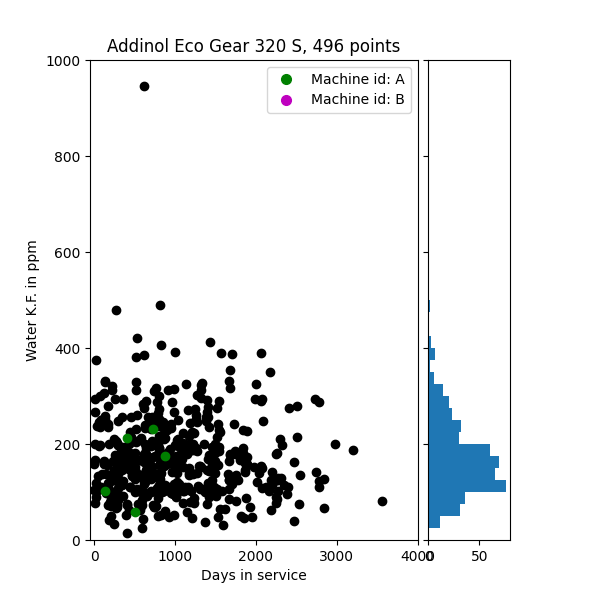 Addinol Eco Gear 320 S, 496 points
Machine id: A
Machine id: B
1000
800
600
400
200
0
Water K.F. in ppm
0 1000 2000 3000 4000
0 50
Days in service